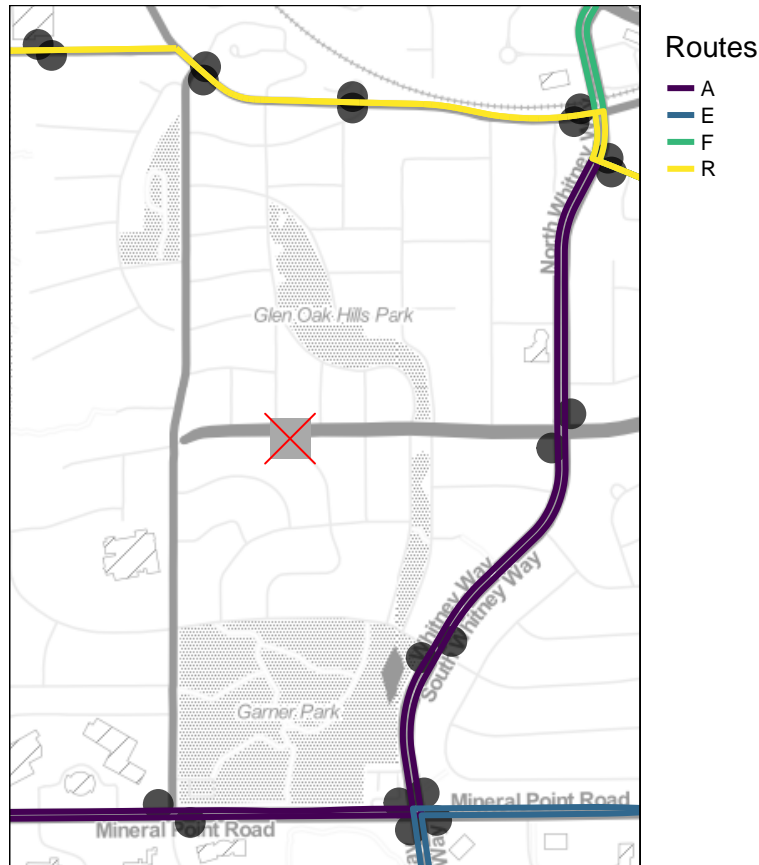 Routes
A
E
F
R
North Whitney Way
Glen Oak Hills Park
Whitney Way
South Whitney Way
Garner Park
Mineral Point Road
Mineral Point Road
Way